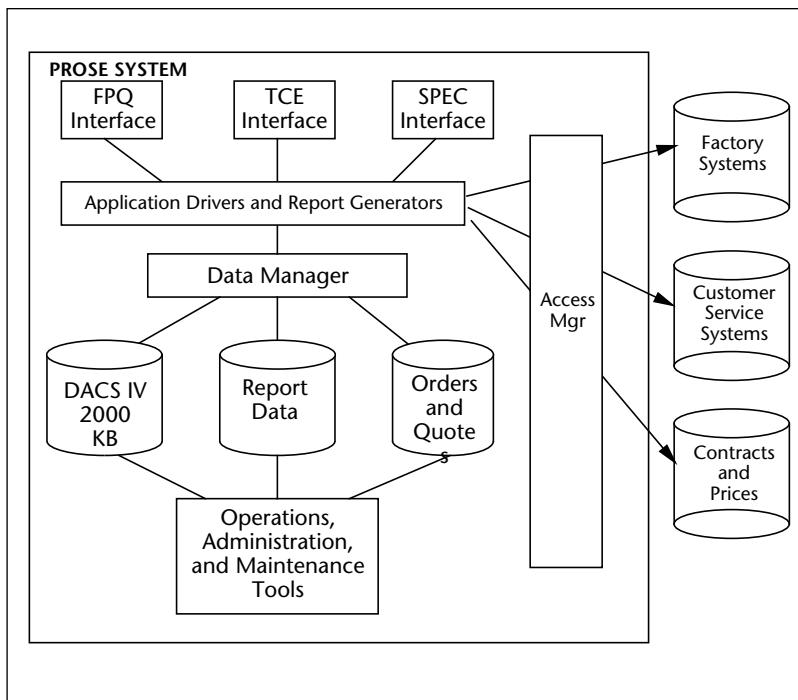 PROSE SYSTEM
FPQ
Interface
TCE
Interface
SPEC
Interface
Application Drivers and Report Generators
Data Manager
DACS IV
2000
KB
Report
Data
Orders
and
Quote
s
Operations,
Administration,
and Maintenance
Tools
Access
Mgr
Factory
Systems
Customer
Service
Systems
Contracts
and
Prices